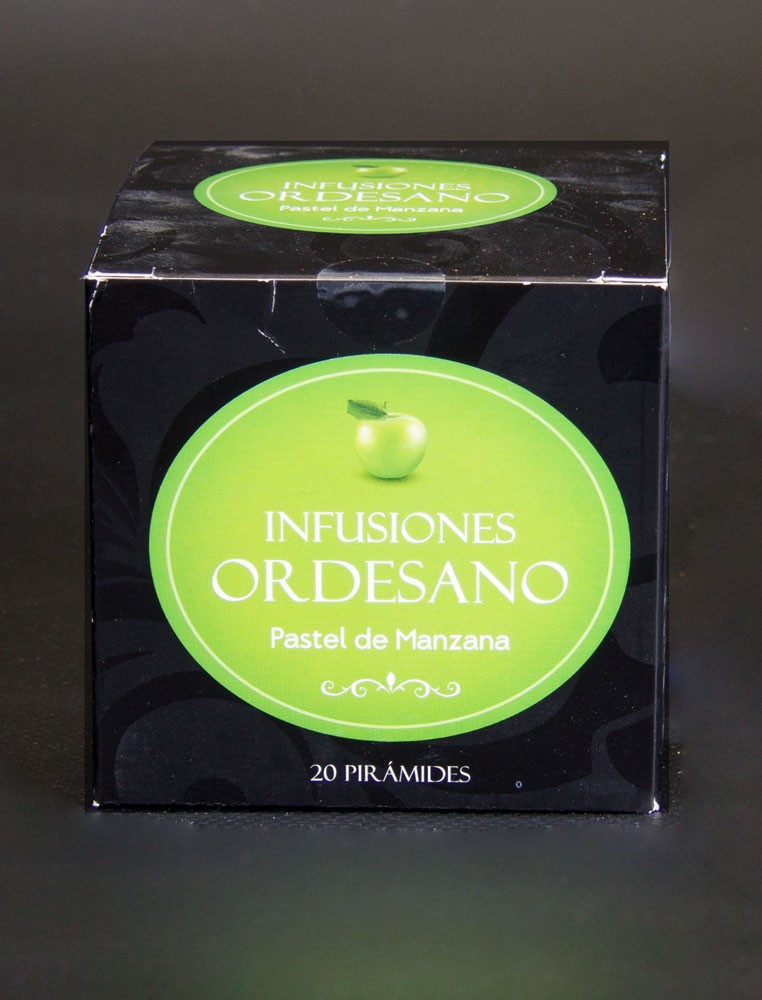 INFUSIONES
ORDESANO
Pastel de Manzana
INFUSIONES
ORDESANO
Pastel de Manzana
20 PIRÁMIDES